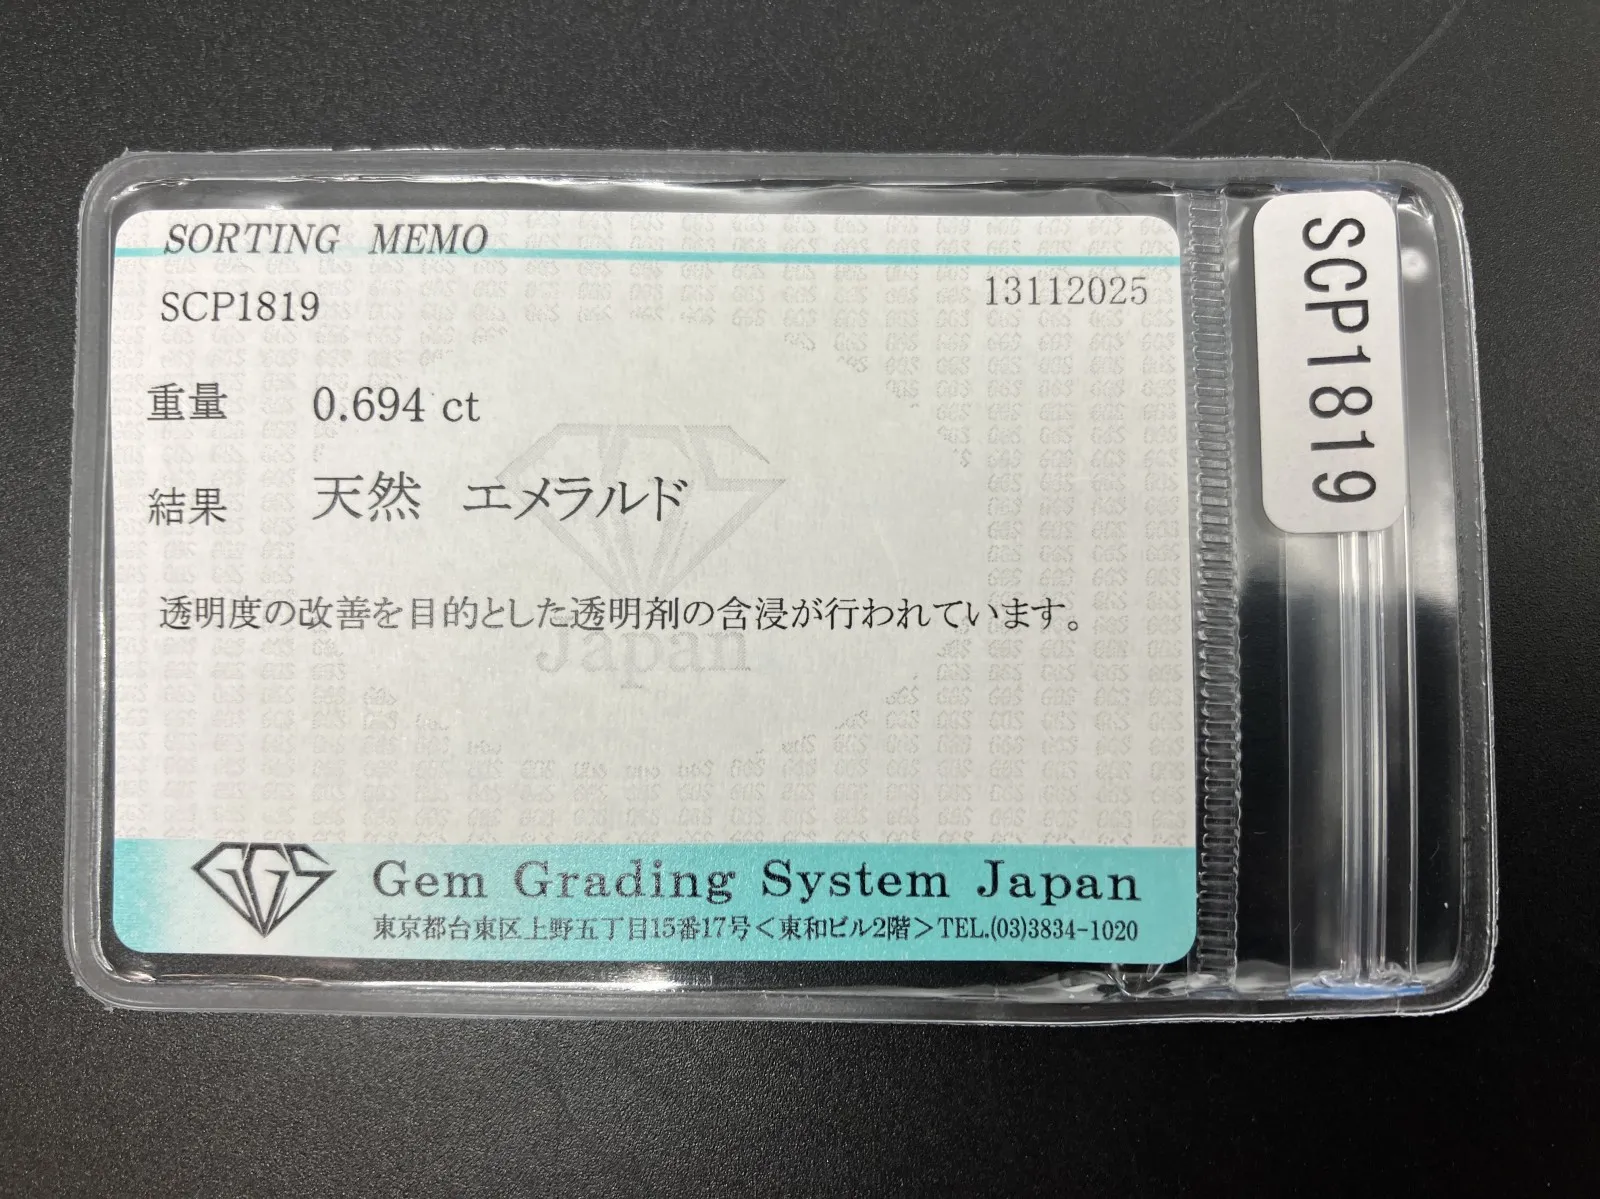 SORTING MEMO
SCP1819
13112025
重量 0.694 ct
結果 天然 エメラルド
透明度の改善を目的とした透明剤の含浸が行われています。
GGS
Japan
GGS
Gem Grading System Japan
東京都台東区上野五丁目15番17号<東和ビル2階>TEL.(03)3834-1020
SCP1819